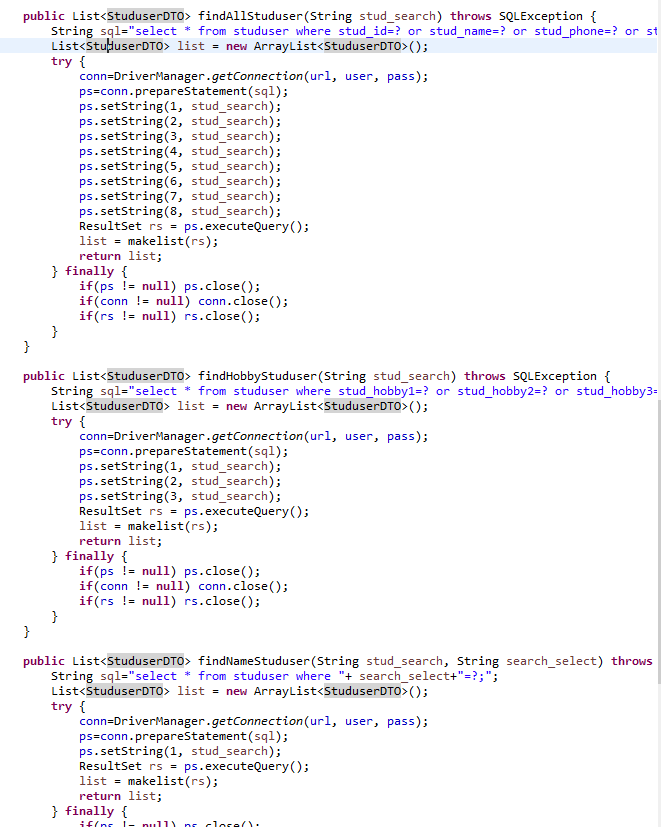 public List<StuduserDTO> findAllStuduser(String stud_search) throws SQLException {
String sql="select * from studuser where stud_id=? or stud_name=? or stud_phone=? or st
List<StuduserDTO> list = new ArrayList<StuduserDTO>();
try {
conn=DriverManager.getConnection(url, user, pass);
ps=conn.prepareStatement(sql);
ps.setString(1, stud_search);
ps.setString(2, stud_search);
ps.setString(3, stud_search);
ps.setString(4, stud_search);
ps.setString(5, stud_search);
ps.setString(6, stud_search);
ps.setString(7, stud_search);
ps.setString(8, stud_search);
ResultSet rs = ps.executeQuery();
list = makelist(rs);
return list;
} finally {
if(ps != null) ps.close();
if(conn != null) conn.close();
if(rs != null) rs.close();
}
}
public List<StuduserDTO> findHobbyStuduser(String stud_search) throws SQLException {
String sql="select * from studuser where stud_hobby1=? or stud_hobby2=? or stud_hobby3=
List<StuduserDTO> list = new ArrayList<StuduserDTO>();
try {
conn=DriverManager.getConnection(url, user, pass);
ps=conn.prepareStatement(sql);
ps.setString(1, stud_search);
ps.setString(2, stud_search);
ps.setString(3, stud_search);
ResultSet rs = ps.executeQuery();
list = makelist(rs);
return list;
} finally {
if(ps != null) ps.close();
if(conn != null) conn.close();
if(rs != null) rs.close();
}
}
public List<StuduserDTO> findNameStuduser(String stud_search, String search_select) throws
String sql="select * from studuser where "+ search_select+"=?;";
List<StuduserDTO> list = new ArrayList<StuduserDTO>();
try {
conn=DriverManager.getConnection(url, user, pass);
ps=conn.prepareStatement(sql);
ps.setString(1, stud_search);
ResultSet rs = ps.executeQuery();
list = makelist(rs);
return list;
} finally {
if(ps != null) ps.close();